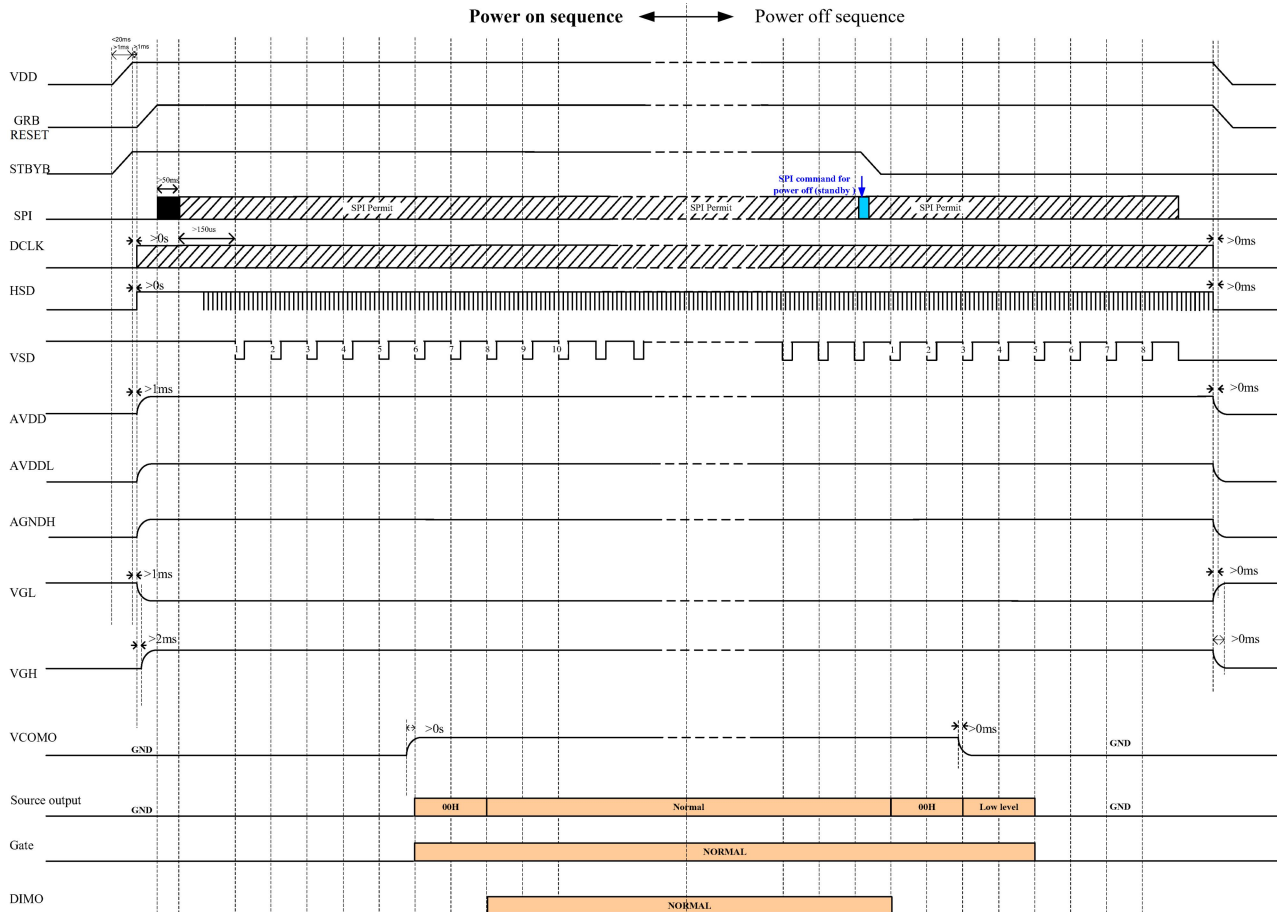 Power on sequence Power off sequence
<20ms
>1ms >1ms
VDD
GRB
RESET
STBYB
>50ms
SPI command for
power off (standby )
SPI SPI Permit SPI Permit SPI Permit
>150us
DCLK >0s >0ms
HSD >0s >0ms
VSD 1 2 3 4 5 6 7 8 9 10 1 2 3 4 5 6 7 8
>1ms >0ms
AVDD
AVDDL
AGNDH
>1ms >0ms
VGL
>2ms >0ms
VGH
>0s >0ms
VCOMO
GND GND
Source output GND 00H Normal 00H Low level GND
Gate NORMAL
DIMO NORMAL